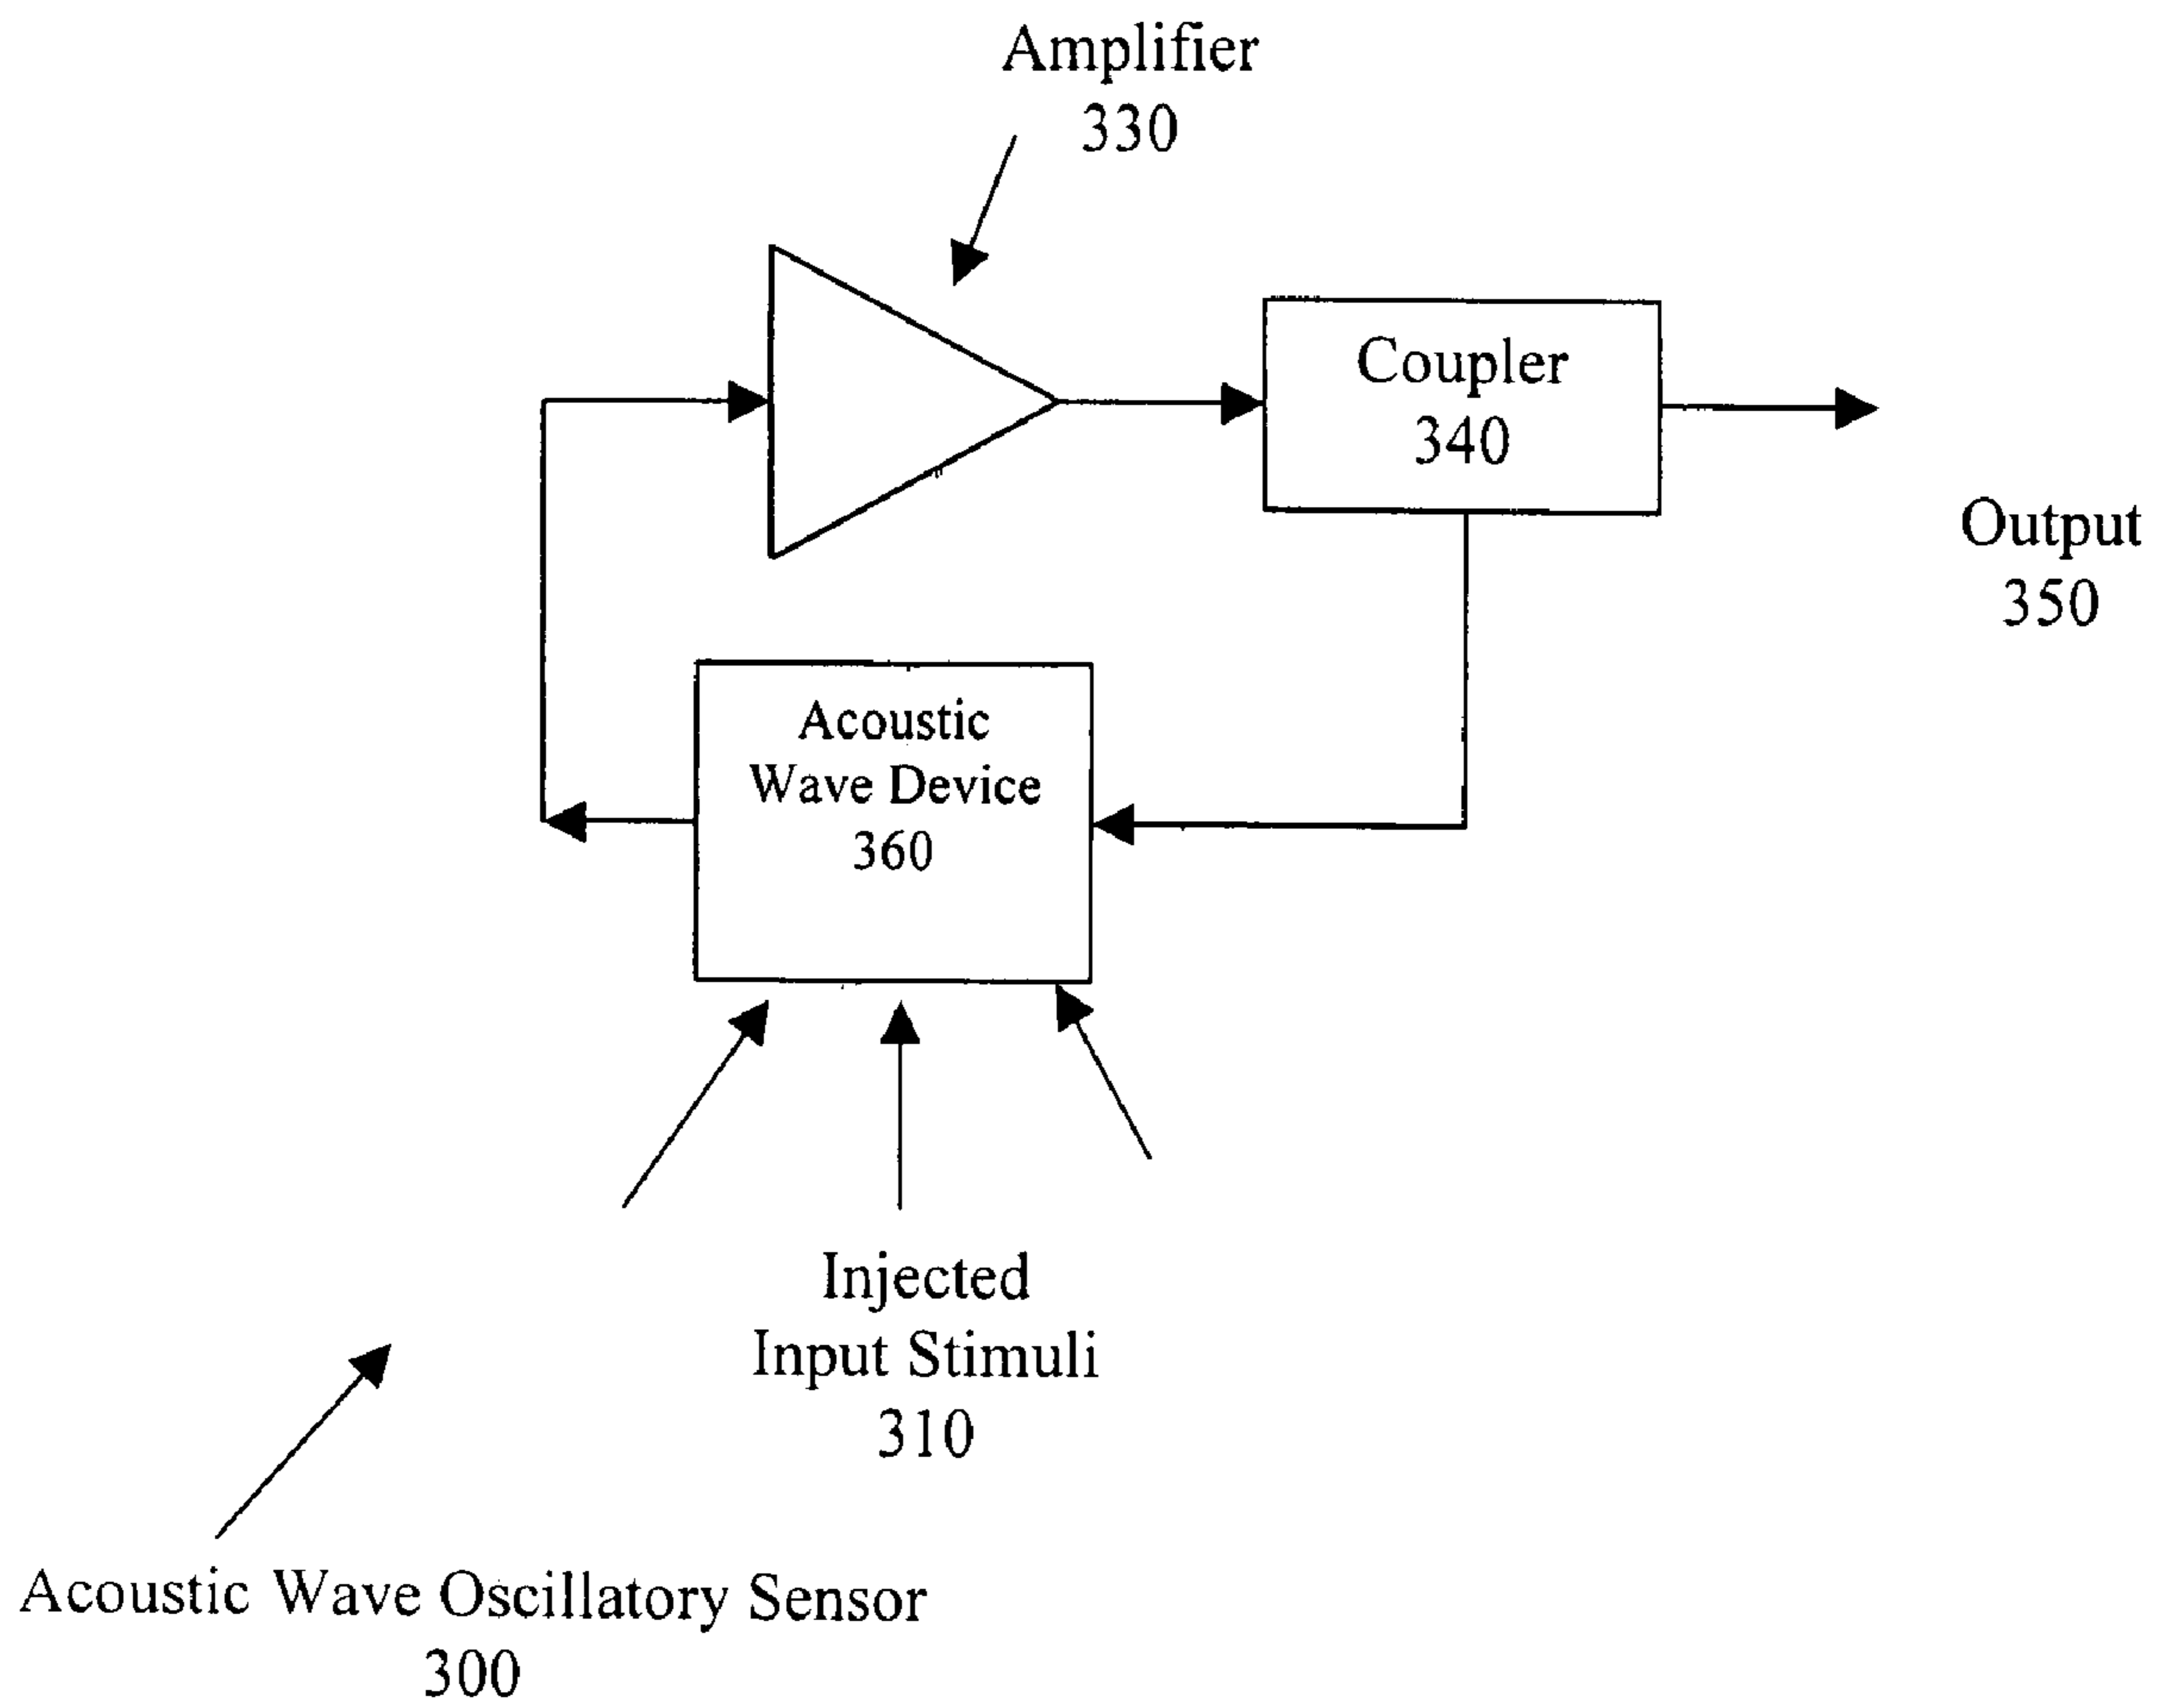 Amplifier
330
Coupler
340
Output
350
Acoustic
Wave Device
360
Injected
Input Stimuli
310
Acoustic Wave Oscillatory Sensor
300